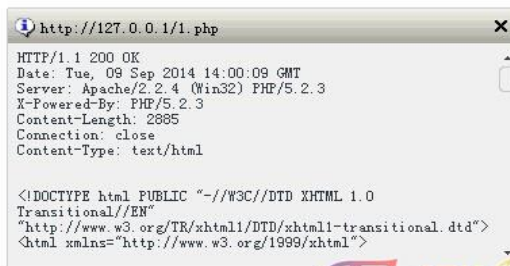 http://127.0.0.1/1.php
HTTP/1.1 200 OK
Date: Tue, 09 Sep 2014 14:00:09 GMT
Server: Apache/2.2.4 (Win32) PHP/5.2.3
X-Powered-By: PHP/5.2.3
Content-Length: 2885
Connection: close
Content-Type: text/html
<!DOCTYPE html PUBLIC "-//W3C//DTD XHTML 1.0
Transitional//EN"
"http://www.w3.org/TR/xhtml1/DTD/xhtml1-transitional.dtd">
<html xmlns="http://www.w3.org/1999/xhtml">